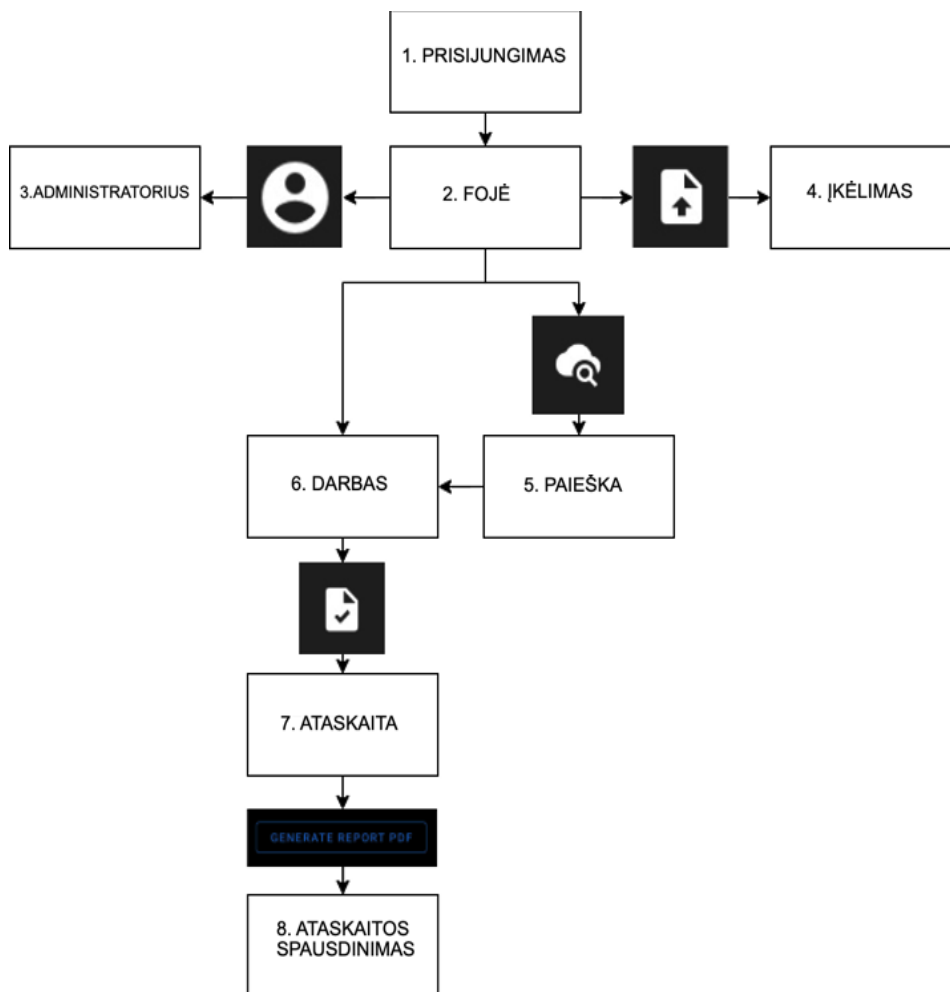 1. PRISIJUNGIMAS
3.ADMINISTRATORIUS
2. FOJĖ
4. ĮKĖLIMAS
6. DARBAS
5. PAIEŠKA
7. ATASKAITA
GENERATE REPORT PDF
8. ATASKAITOS
SPAUSDINIMAS